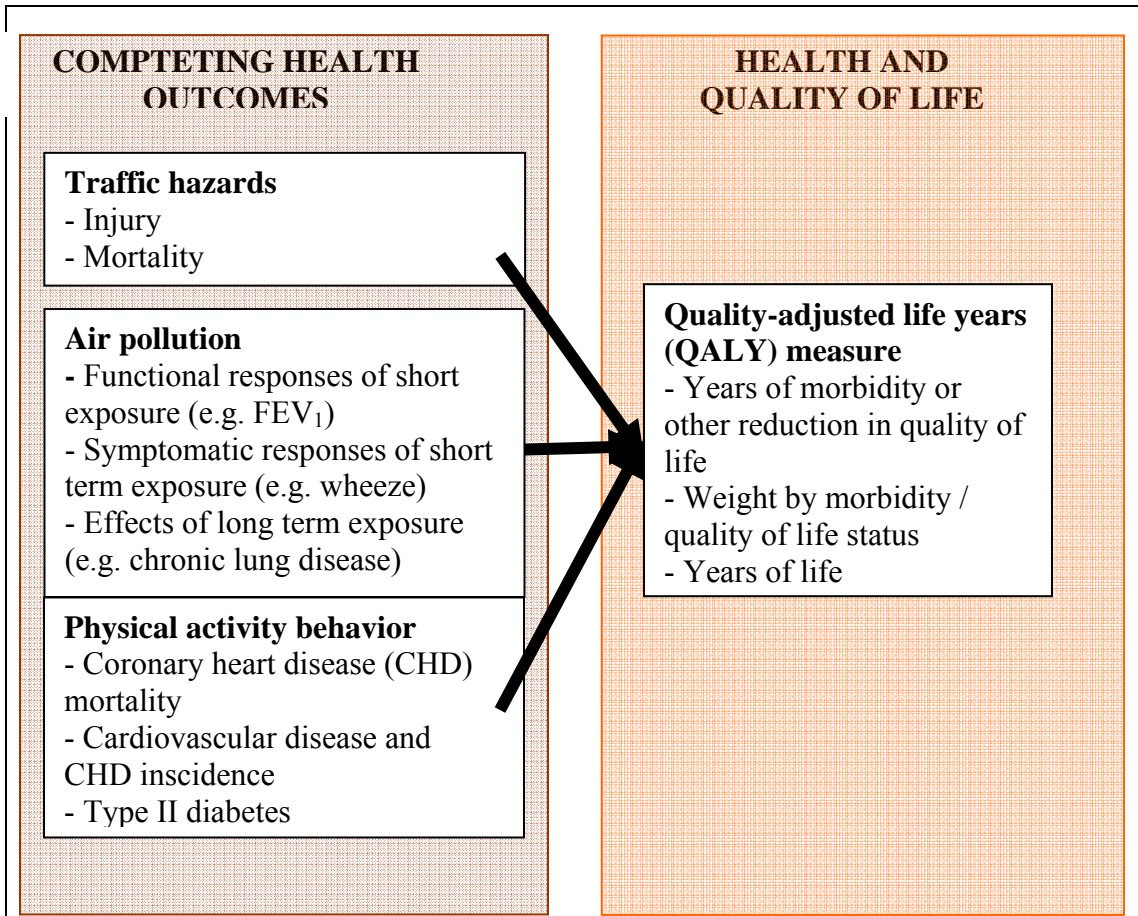 COMPTETING HEALTH
OUTCOMES
Traffic hazards
- Injury
- Mortality
Air pollution
- Functional responses of short
exposure (e.g. FEV₁)
- Symptomatic responses of short
term exposure (e.g. wheeze)
- Effects of long term exposure
(e.g. chronic lung disease)
Physical activity behavior
- Coronary heart disease (CHD)
mortality
- Cardiovascular disease and
CHD inscidence
- Type II diabetes
HEALTH AND
QUALITY OF LIFE
Quality-adjusted life years
(QALY) measure
- Years of morbidity or
other reduction in quality of
life
- Weight by morbidity /
quality of life status
- Years of life